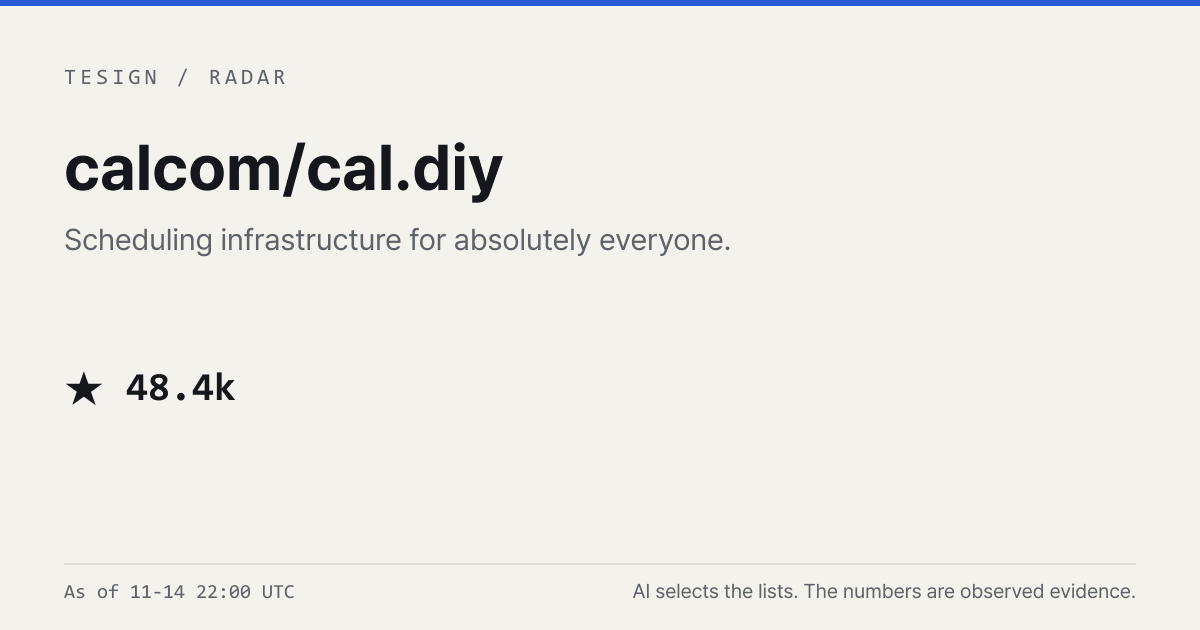 TESIGN / RADAR
calcom/cal.diy
Scheduling infrastructure for absolutely everyone.
★ 48.4k
As of 11-14 22:00 UTC
AI selects the lists. The numbers are observed evidence.